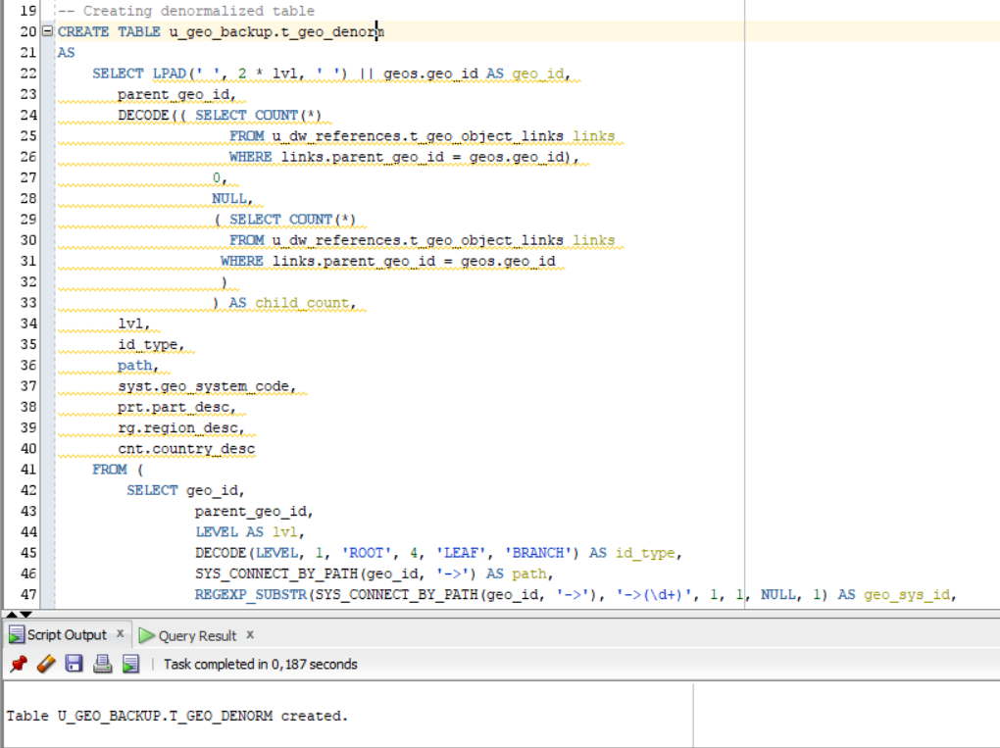 19 -- Creating denormalized table
20 CREATE TABLE u_geo_backup.t_geo_denorm
21 AS
22     SELECT LPAD(' ', 2 * lvl, ' ') || geos.geo_id AS geo_id,
23        parent_geo_id,
24        DECODE(( SELECT COUNT(*)
25                     FROM u_dw_references.t_geo_object_links links
26                     WHERE links.parent_geo_id = geos.geo_id),
27                   0,
28                   NULL,
29                   ( SELECT COUNT(*)
30                     FROM u_dw_references.t_geo_object_links links
31                    WHERE links.parent_geo_id = geos.geo_id
32                    )
33                   ) AS child_count,
34        lvl,
35        id_type,
36        path,
37        syst.geo_system_code,
38        prt.part_desc,
39        rg.region_desc,
40        cnt.country_desc
41     FROM (
42         SELECT geo_id,
43                 parent_geo_id,
44                 LEVEL AS lvl,
45                 DECODE(LEVEL, 1, 'ROOT', 4, 'LEAF', 'BRANCH') AS id_type,
46                 SYS_CONNECT_BY_PATH(geo_id, '->') AS path,
47                 REGEXP_SUBSTR(SYS_CONNECT_BY_PATH(geo_id, '->'), '->(\d+)', 1, 1, NULL, 1) AS geo_sys_id,
Script Output x Query Result x
Task completed in 0,187 seconds
Table U_GEO_BACKUP.T_GEO_DENORM created.